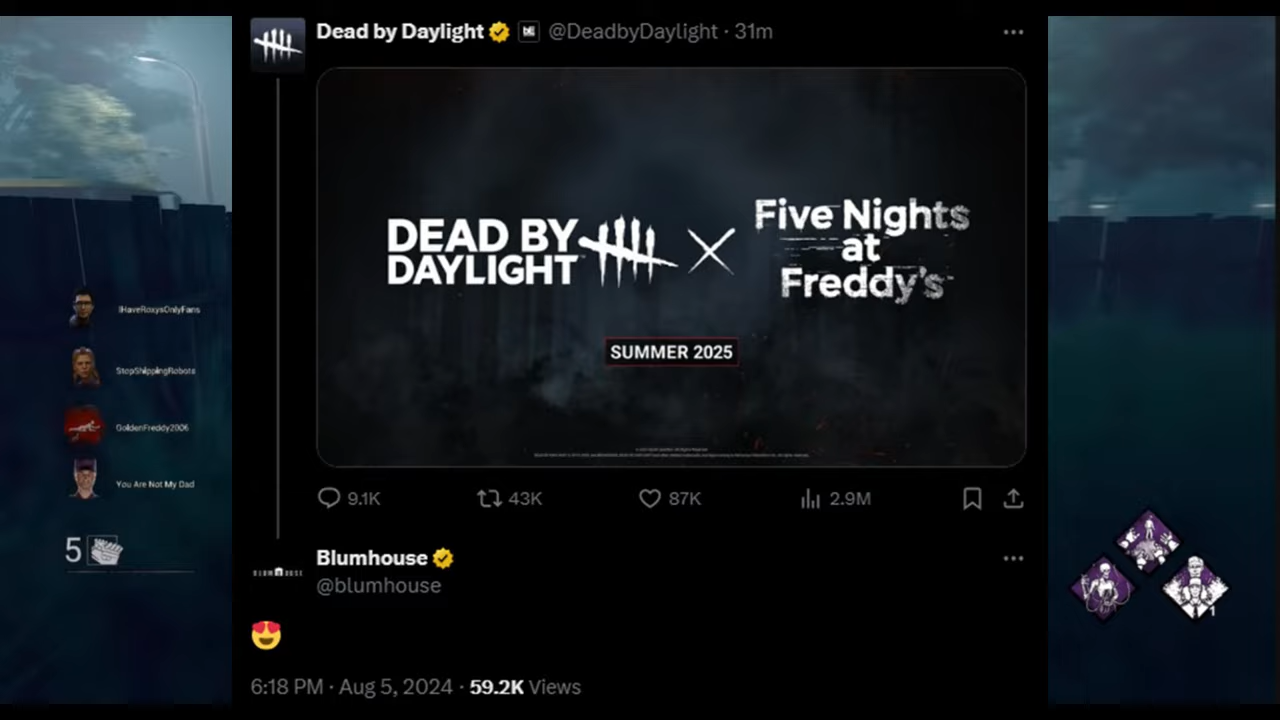 Dead by Daylight @DeadbyDaylight · 31m
DEAD BY
DAYLIGHT
Five Nights
at
Freddy's
SUMMER 2025
9.1K 43K 87K 2.9M
Blumhouse
@blumhouse
BLUMHOUSE
6:18 PM · Aug 5, 2024 · 59.2K Views
IHaveRoxysOnlyFans
StopShippingRobots
GoldenFreddy2006
You Are Not My Dad
5
1